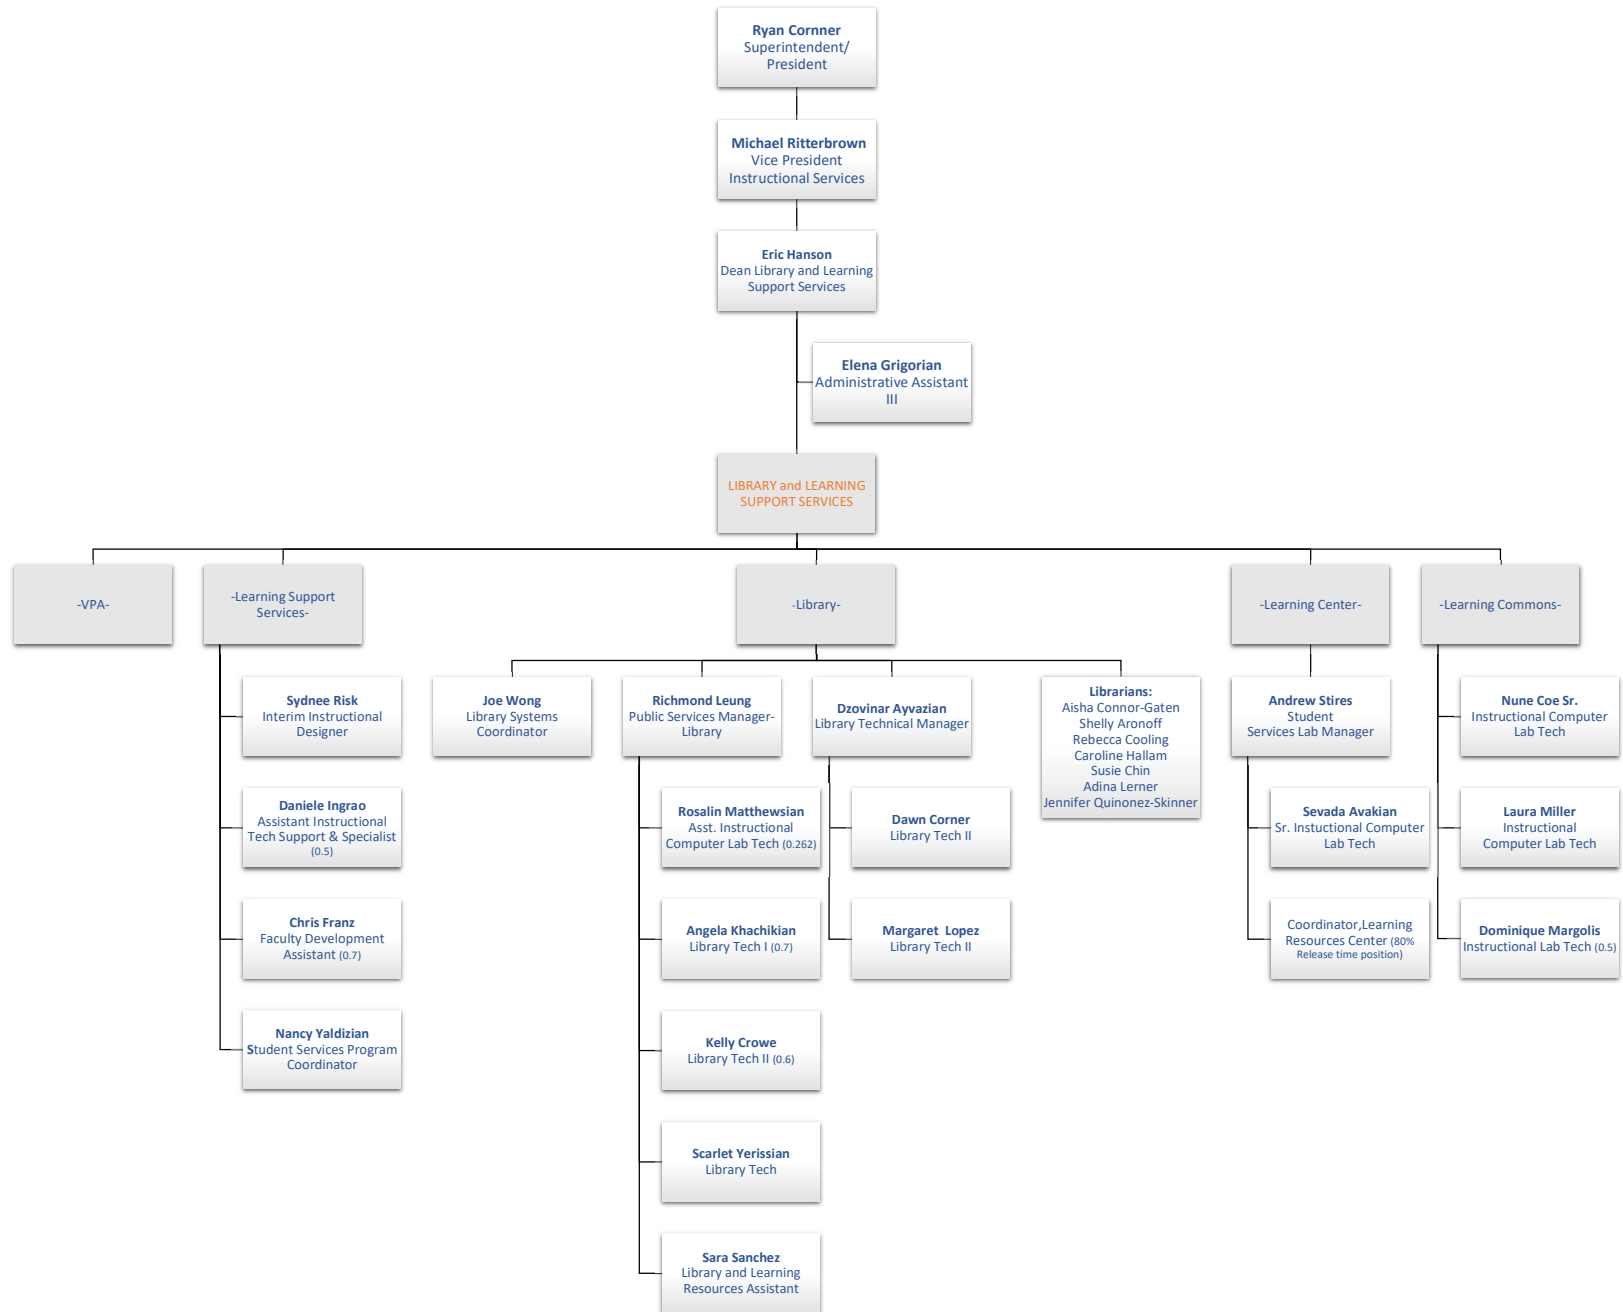 Ryan Cornner
Superintendent/
President
Michael Ritterbrown
Vice President
Instructional Services
Eric Hanson
Dean Library and Learning
Support Services
Elena Grigorian
Administrative Assistant
III
LIBRARY and LEARNING
SUPPORT SERVICES
-VPA-
-Learning Support
Services-
-Library-
-Learning Center-
-Learning Commons-
Sydnee Risk
Interim Instructional
Designer
Daniele Ingrao
Assistant Instructional
Tech Support & Specialist
(0.5)
Chris Franz
Faculty Development
Assistant (0.7)
Nancy Yaldizian
Student Services Program
Coordinator
Joe Wong
Library Systems
Coordinator
Richmond Leung
Public Services Manager-
Library
Rosalin Matthewsian
Asst. Instructional
Computer Lab Tech (0.262)
Angela Khachikian
Library Tech I (0.7)
Kelly Crowe
Library Tech II (0.6)
Scarlet Yerissian
Library Tech
Sara Sanchez
Library and Learning
Resources Assistant
Dzovinar Ayvazian
Library Technical Manager
Dawn Corner
Library Tech II
Margaret  Lopez
Library Tech II
Librarians:
Aisha Connor-Gaten
Shelly Aronoff
Rebecca Cooling
Caroline Hallam
Susie Chin
Adina Lerner
Jennifer Quinonez-Skinner
Andrew Stires
Student
Services Lab Manager
Sevada Avakian
Sr. Instuctional Computer
Lab Tech
Coordinator,Learning
Resources Center (80%
Release time position)
Nune Coe Sr.
Instructional Computer
Lab Tech
Laura Miller
Instructional
Computer Lab Tech
Dominique Margolis
Instructional Lab Tech (0.5)